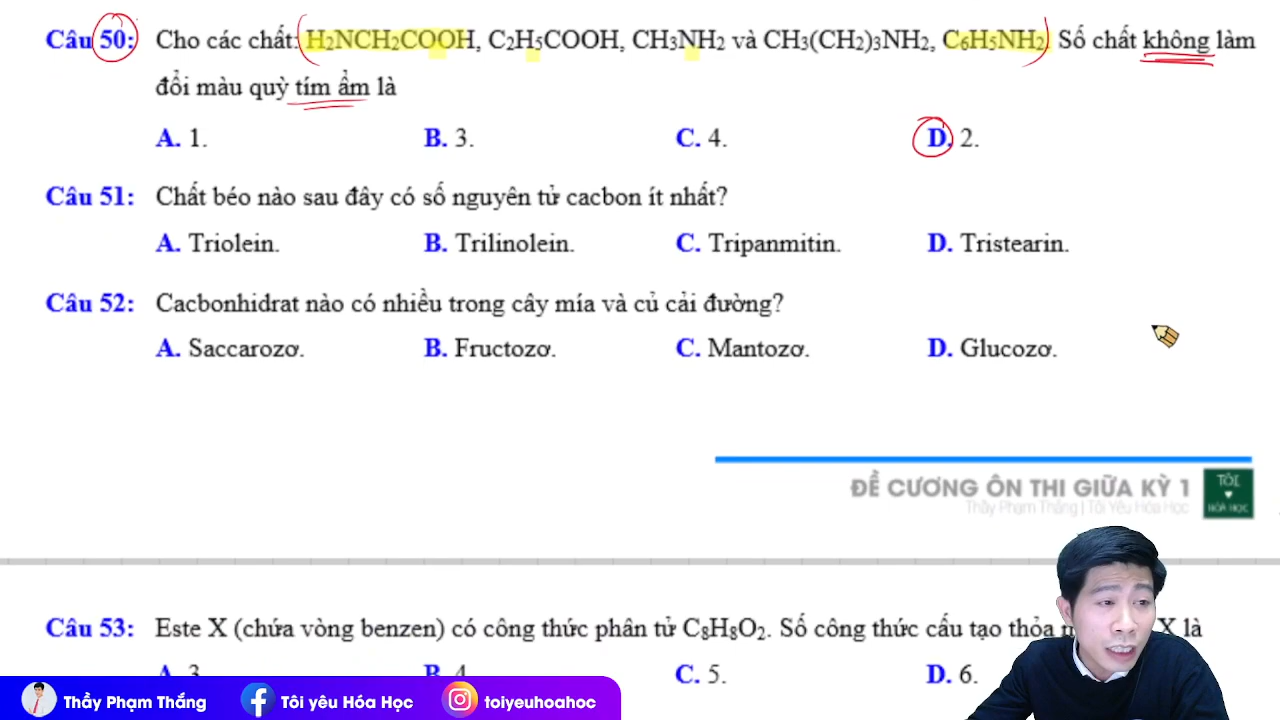 Câu 50: Cho các chất: H2NCH2COOH, C2H5COOH, CH3NH2 và CH3(CH2)3NH2, C6H5NH2. Số chất không làm
đổi màu quỳ tím ẩm là
A. 1. B. 3. C. 4. D. 2.
Câu 51: Chất béo nào sau đây có số nguyên tử cacbon ít nhất?
A. Triolein. B. Trilinolein. C. Tripanmitin. D. Tristearin.
Câu 52: Cacbonhidrat nào có nhiều trong cây mía và củ cải đường?
A. Saccarozơ. B. Fructozơ. C. Mantozơ. D. Glucozơ.
ĐỀ CƯƠNG ÔN THI GIỮA KỲ 1
Thầy Phạm Thắng | Tôi Yêu Hóa Học
TÔI
♥
HÓA HỌC
Câu 53: Este X (chứa vòng benzen) có công thức phân tử C8H8O2. Số công thức cấu tạo thỏa X là
A. 3 B. 4 C. 5. D. 6.
Thầy Phạm Thắng Tôi yêu Hóa Học toiyeuhoahoc